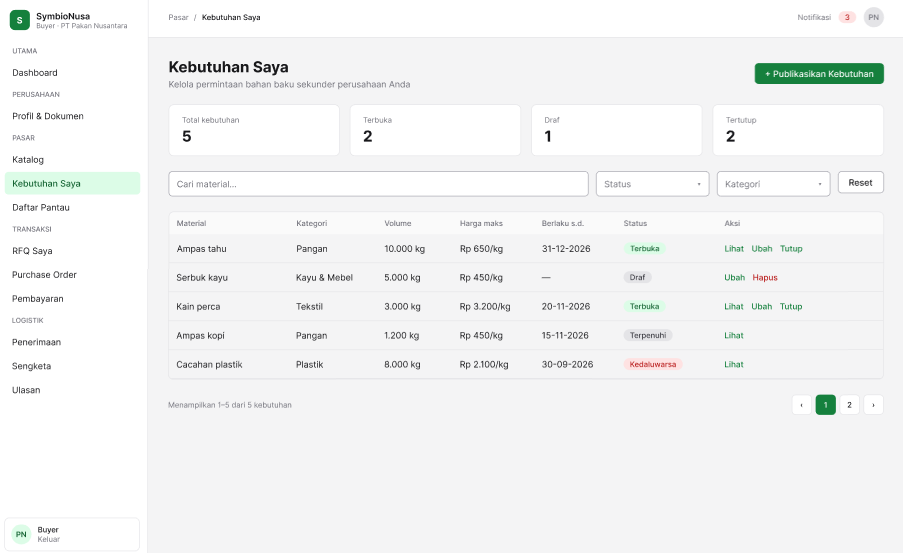 S
SymbioNusa
Buyer · PT Pakan Nusantara
UTAMA
Dashboard
PERUSAHAAN
Profil & Dokumen
PASAR
Katalog
Kebutuhan Saya
Daftar Pantau
TRANSAKSI
RFQ Saya
Purchase Order
Pembayaran
LOGISTIK
Penerimaan
Sengketa
Ulasan
PN
Buyer
Keluar
Pasar / Kebutuhan Saya
Notifikasi 3 PN
Kebutuhan Saya
Kelola permintaan bahan baku sekunder perusahaan Anda
+ Publikasikan Kebutuhan
Total kebutuhan
5
Terbuka
2
Draf
1
Tertutup
2
Cari material...
Status
Kategori
Reset
Material Kategori Volume Harga maks Berlaku s.d. Status Aksi
Ampas tahu Pangan 10.000 kg Rp 650/kg 31-12-2026 Terbuka Lihat Ubah Tutup
Serbuk kayu Kayu & Mebel 5.000 kg Rp 450/kg — Draf Ubah Hapus
Kain perca Tekstil 3.000 kg Rp 3.200/kg 20-11-2026 Terbuka Lihat Ubah Tutup
Ampas kopi Pangan 1.200 kg Rp 450/kg 15-11-2026 Terpenuhi Lihat
Cacahan plastik Plastik 8.000 kg Rp 2.100/kg 30-09-2026 Kedaluwarsa Lihat
Menampilkan 1–5 dari 5 kebutuhan
‹ 1 2 ›